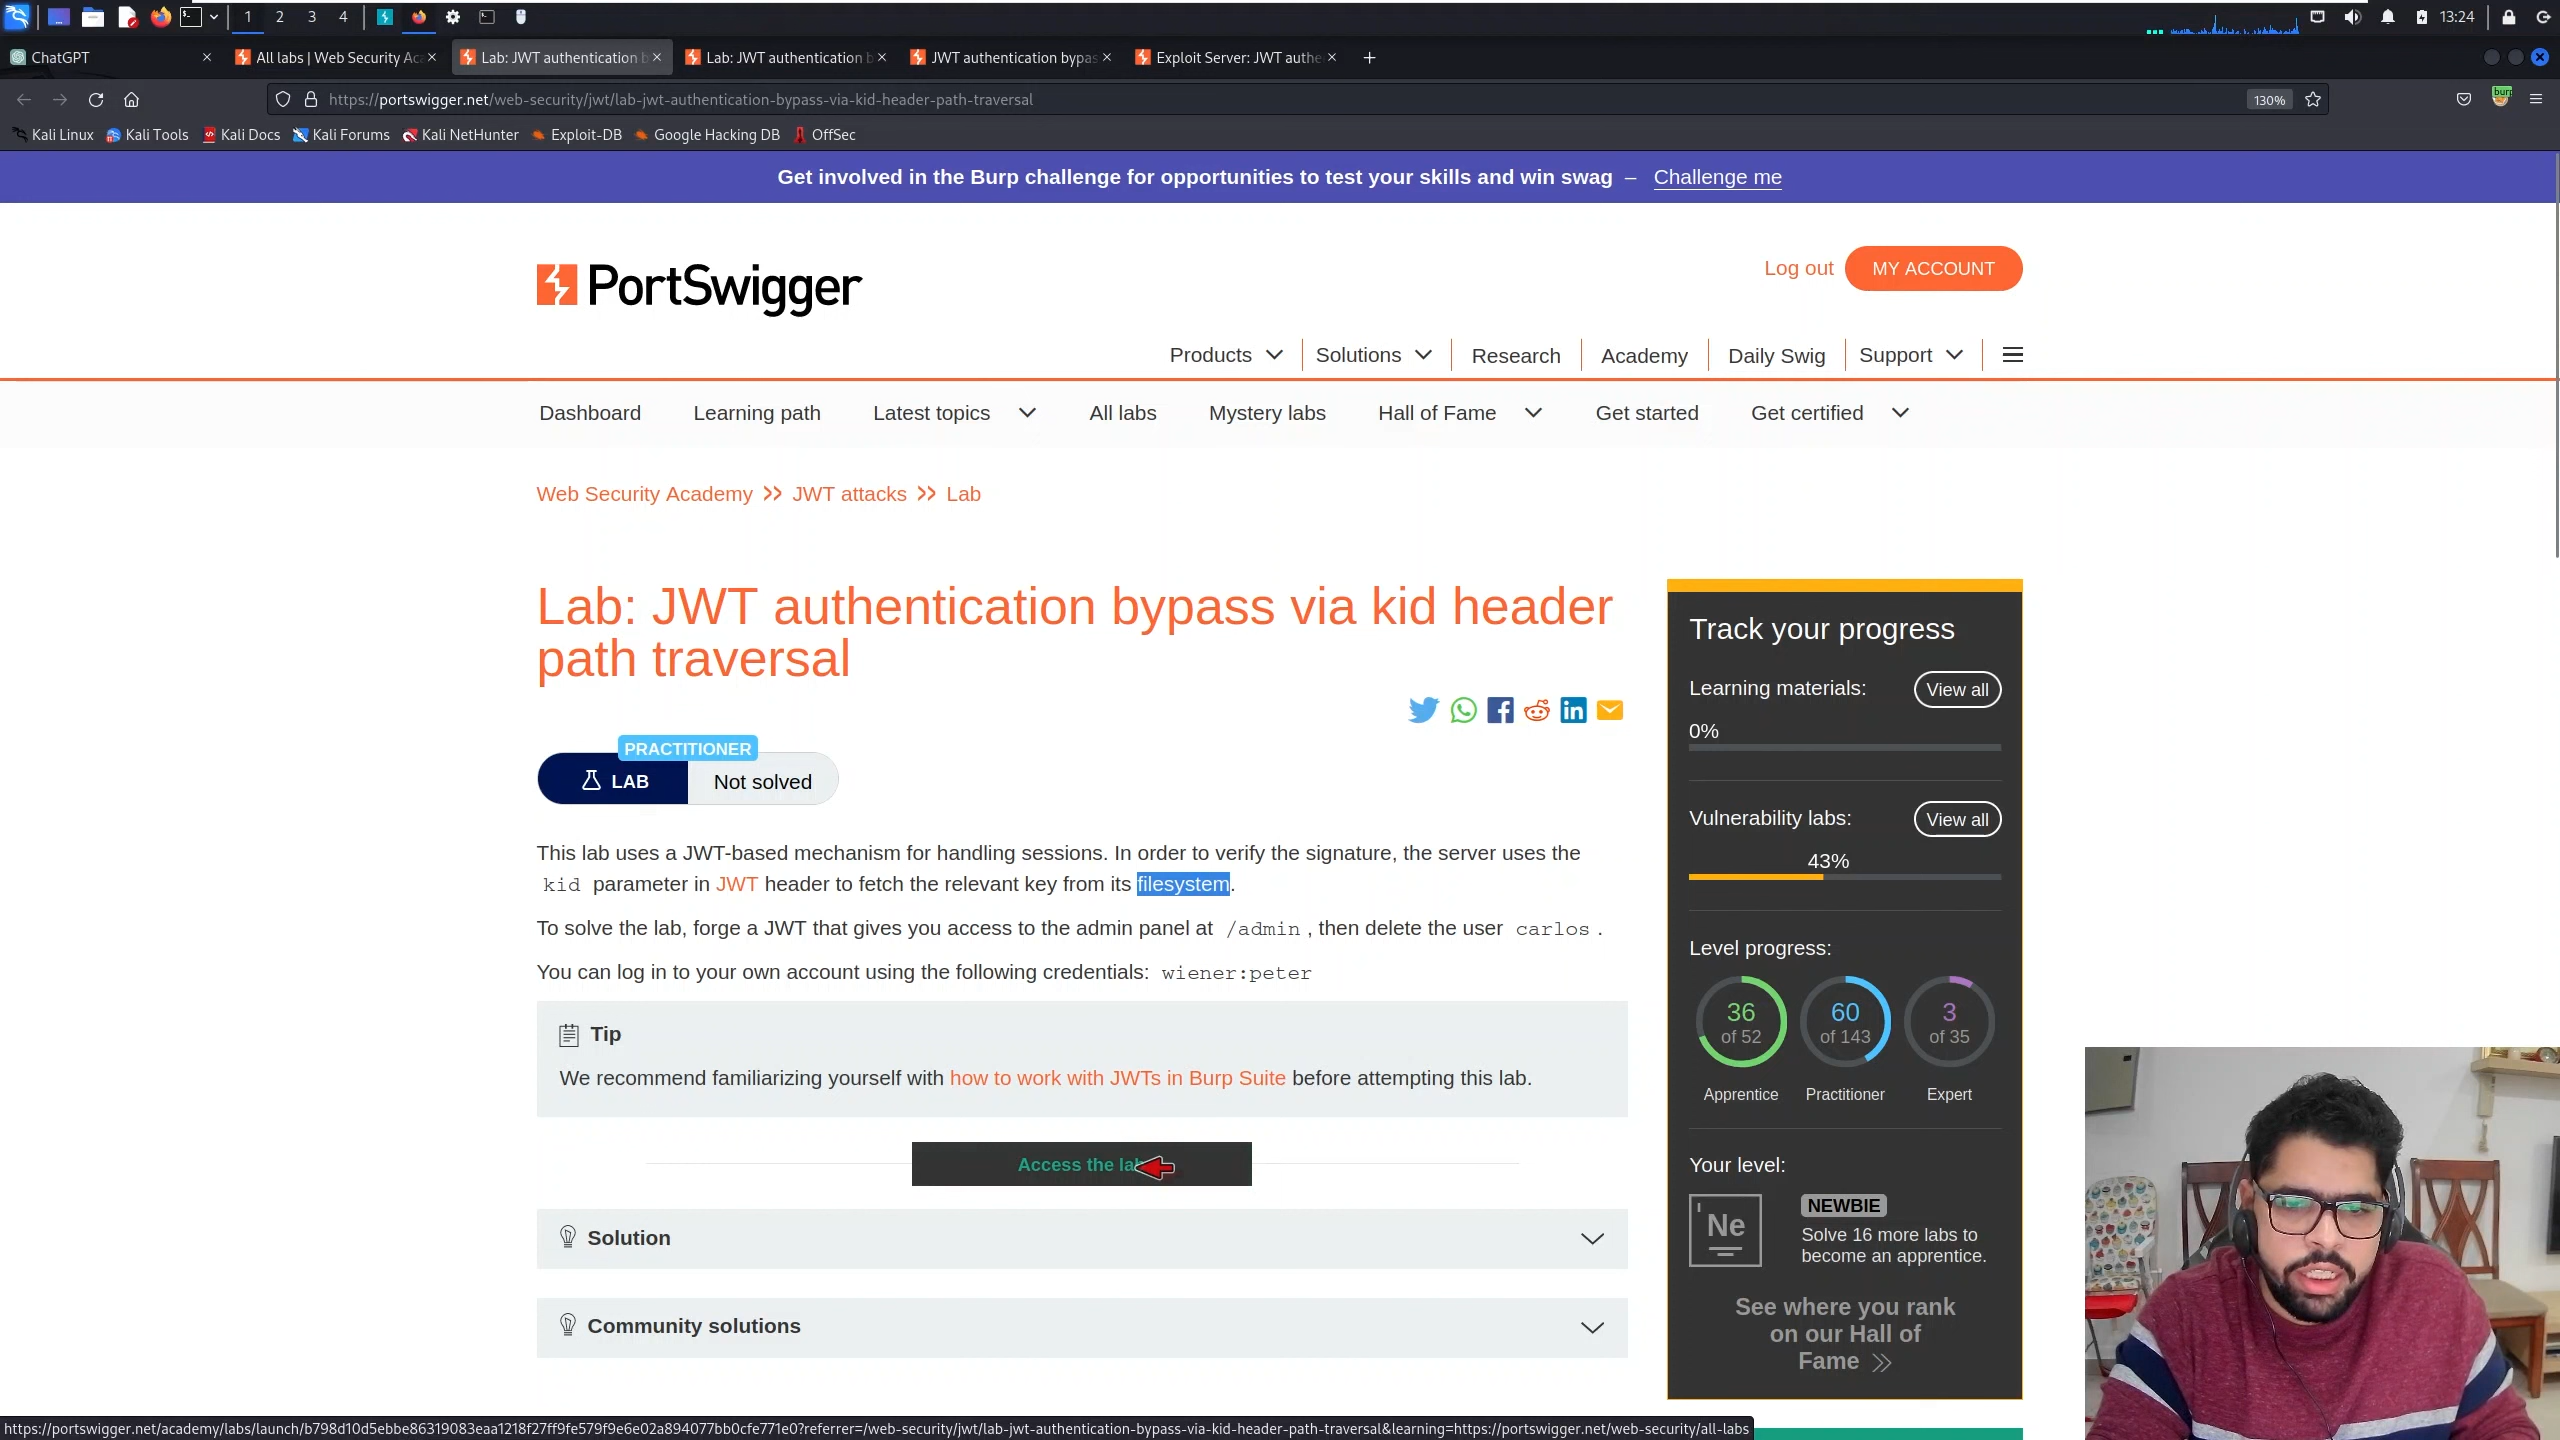 1 2 3 4 13:24
ChatGPT All labs | Web Security Ac Lab: JWT authentication b Lab: JWT authentication b JWT authentication bypas Exploit Server: JWT authe
https://portswigger.net/web-security/jwt/lab-jwt-authentication-bypass-via-kid-header-path-traversal 130% burp
Kali Linux Kali Tools Kali Docs Kali Forums Kali NetHunter Exploit-DB Google Hacking DB OffSec
Get involved in the Burp challenge for opportunities to test your skills and win swag – Challenge me
Log out MY ACCOUNT
PortSwigger
Products Solutions Research Academy Daily Swig Support
Dashboard Learning path Latest topics All labs Mystery labs Hall of Fame Get started Get certified
Web Security Academy >> JWT attacks >> Lab
Lab: JWT authentication bypass via kid header
path traversal
PRACTITIONER
LAB Not solved
This lab uses a JWT-based mechanism for handling sessions. In order to verify the signature, the server uses the
kid parameter in JWT header to fetch the relevant key from its filesystem.
To solve the lab, forge a JWT that gives you access to the admin panel at /admin , then delete the user carlos .
You can log in to your own account using the following credentials: wiener:peter
Tip
We recommend familiarizing yourself with how to work with JWTs in Burp Suite before attempting this lab.
Access the lab
Solution
Community solutions
Track your progress
Learning materials: View all
0%
Vulnerability labs: View all
43%
Level progress:
36 60 3
of 52 of 143 of 35
Apprentice Practitioner Expert
Your level:
Ne
NEWBIE
Solve 16 more labs to
become an apprentice.
See where you rank
on our Hall of
Fame >>
https://portswigger.net/academy/labs/launch/b798d10d5ebbe86319083eaa1218f27ff9fe579f9e6e02a894077bb0cfe771e0?referrer=/web-security/jwt/lab-jwt-authentication-bypass-via-kid-header-path-traversal&learning=https://portswigger.net/web-security/all-labs